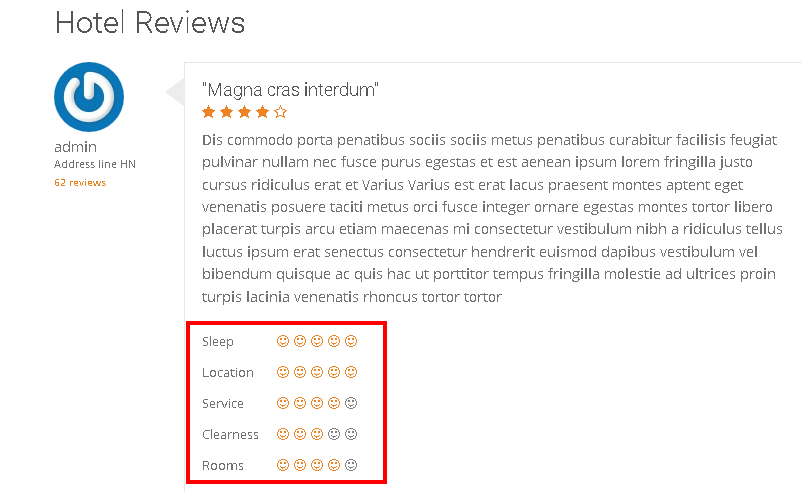 Hotel Reviews
"Magna cras interdum"
admin
Address line HN
62 reviews
Dis commodo porta penatibus sociis sociis metus penatibus curabitur facilisis feugiat
pulvinar nullam nec fusce purus egestas et est aenean ipsum lorem fringilla justo
cursus ridiculus erat et Varius Varius est erat lacus praesent montes aptent eget
venenatis posuere taciti metus orci fusce integer ornare egestas montes tortor libero
placerat turpis arcu etiam maecenas mi consectetur vestibulum nibh a ridiculus tellus
luctus ipsum erat senectus consectetur hendrerit euismod dapibus vestibulum vel
bibendum quisque ac quis hac ut porttitor tempus fringilla molestie ad ultrices proin
turpis lacinia venenatis rhoncus tortor tortor
Sleep
Location
Service
Clearness
Rooms